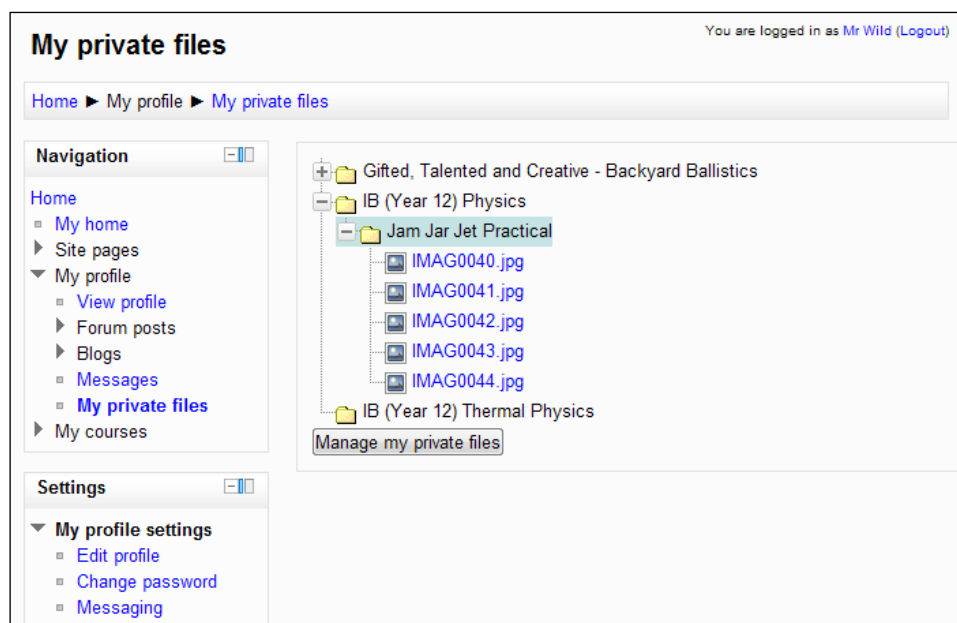 My private files
You are logged in as Mr Wild (Logout)
Home ► My profile ► My private files
Navigation
Home
My home
Site pages
My profile
View profile
Forum posts
Blogs
Messages
My private files
My courses
Settings
My profile settings
Edit profile
Change password
Messaging
Gifted, Talented and Creative - Backyard Ballistics
IB (Year 12) Physics
Jam Jar Jet Practical
IMAG0040.jpg
IMAG0041.jpg
IMAG0042.jpg
IMAG0043.jpg
IMAG0044.jpg
IB (Year 12) Thermal Physics
Manage my private files